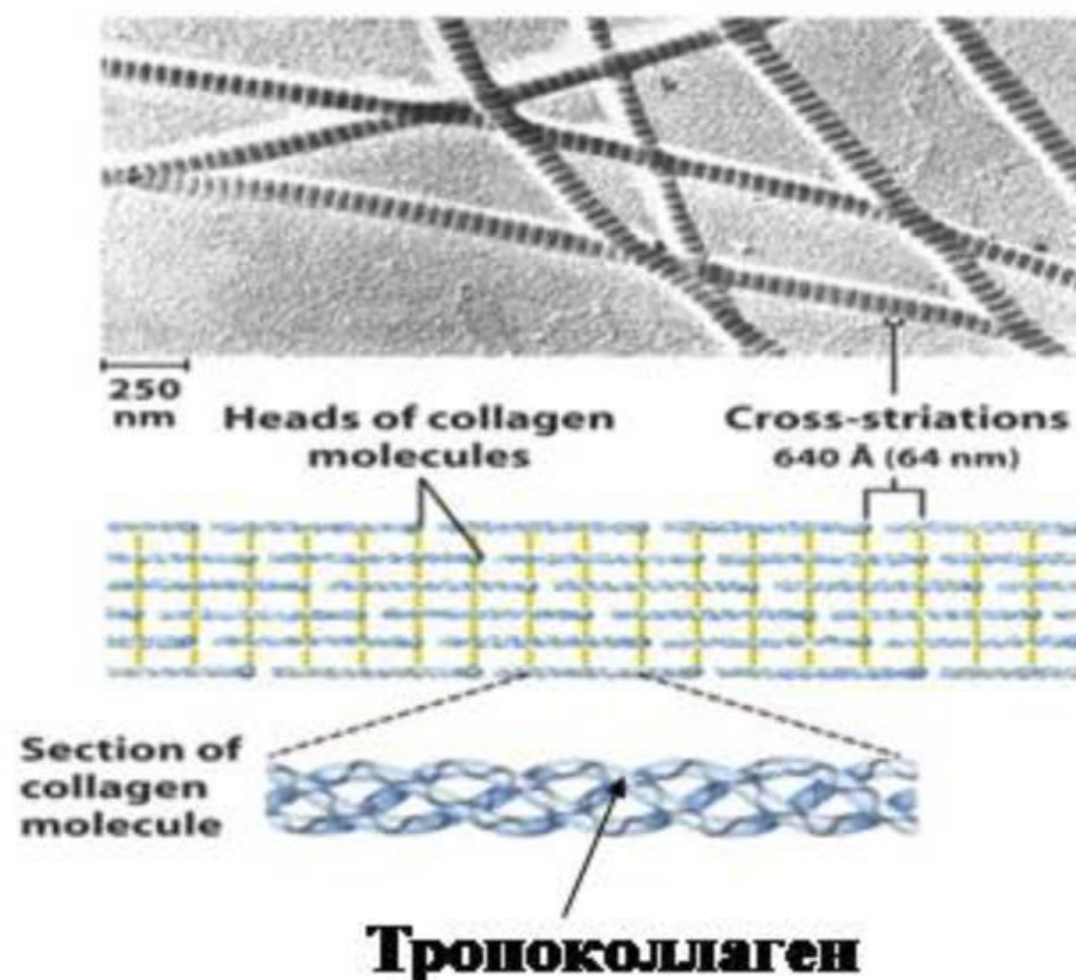 250
nm
Heads of collagen
molecules
Cross-striations
640 Å (64 nm)
Section of
collagen
molecule
Тропоколлаген